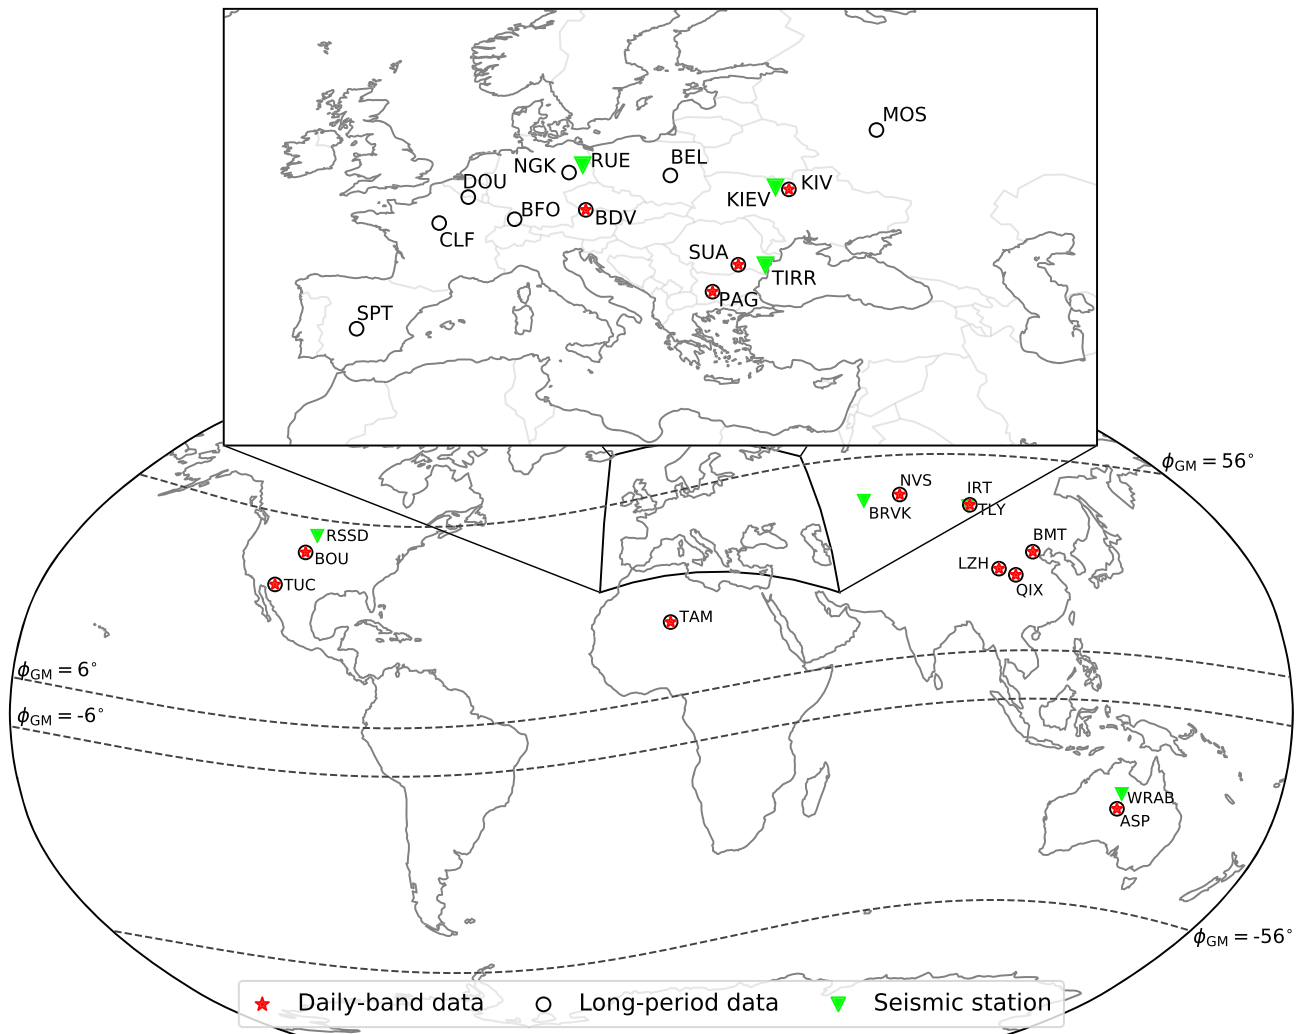 MOS
NGK
RUE
BEL
DOU
KIEV
KIV
BFO
BDV
CLF
SUA
TIRR
PAG
SPT
ϕGM = 56°
NVS
IRT
BRVK
TLY
RSSD
BOU
BMT
LZH
TUC
QIX
TAM
ϕGM = 6°
ϕGM = -6°
WRAB
ASP
ϕGM = -56°
Daily-band data
Long-period data
Seismic station